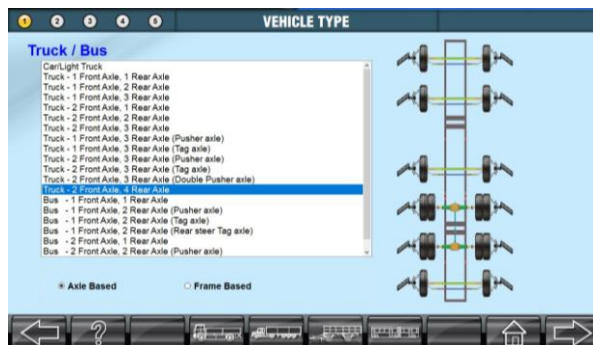 1 2 3 4 5
VEHICLE TYPE
Truck / Bus
Car/Light Truck
Truck - 1 Front Axle, 1 Rear Axle
Truck - 1 Front Axle, 2 Rear Axle
Truck - 1 Front Axle, 3 Rear Axle
Truck - 2 Front Axle, 1 Rear Axle
Truck - 2 Front Axle, 2 Rear Axle
Truck - 2 Front Axle, 3 Rear Axle
Truck - 1 Front Axle, 3 Rear Axle (Pusher axle)
Truck - 1 Front Axle, 3 Rear Axle (Tag axle)
Truck - 2 Front Axle, 3 Rear Axle (Pusher axle)
Truck - 2 Front Axle, 3 Rear Axle (Tag axle)
Truck - 2 Front Axle, 3 Rear Axle (Double Pusher axle)
Truck - 2 Front Axle, 4 Rear Axle
Bus - 1 Front Axle, 1 Rear Axle
Bus - 1 Front Axle, 2 Rear Axle (Pusher axle)
Bus - 1 Front Axle, 2 Rear Axle (Tag axle)
Bus - 1 Front Axle, 2 Rear Axle (Rear steer Tag axle)
Bus - 2 Front Axle, 1 Rear Axle
Bus - 2 Front Axle, 2 Rear Axle (Pusher axle)
Axle Based
Frame Based
?